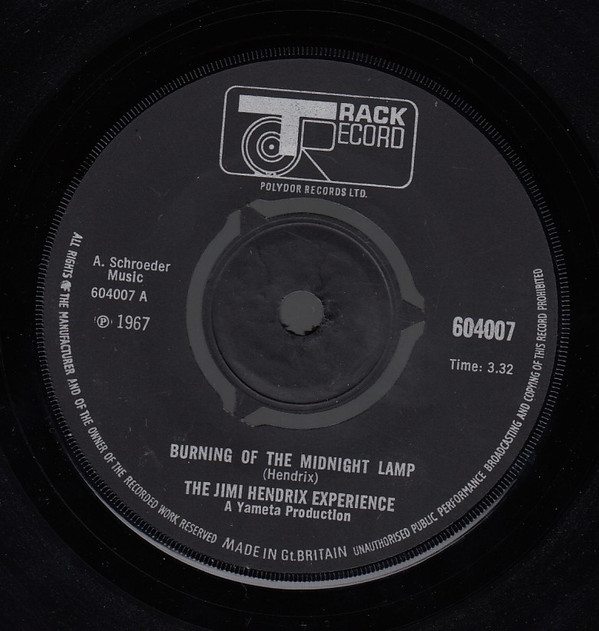 TRACK
RECORD
POLYDOR RECORDS LTD.
A. Schroeder
Music
604007 A
℗ 1967
604007
Time: 3.32
BURNING OF THE MIDNIGHT LAMP
(Hendrix)
THE JIMI HENDRIX EXPERIENCE
A Yameta Production
ALL RIGHTS OF THE MANUFACTURER AND OF THE OWNER OF THE RECORDED WORK RESERVED
MADE IN Gt.BRITAIN
UNAUTHORISED PUBLIC PERFORMANCE BROADCASTING AND COPYING OF THIS RECORD PROHIBITED